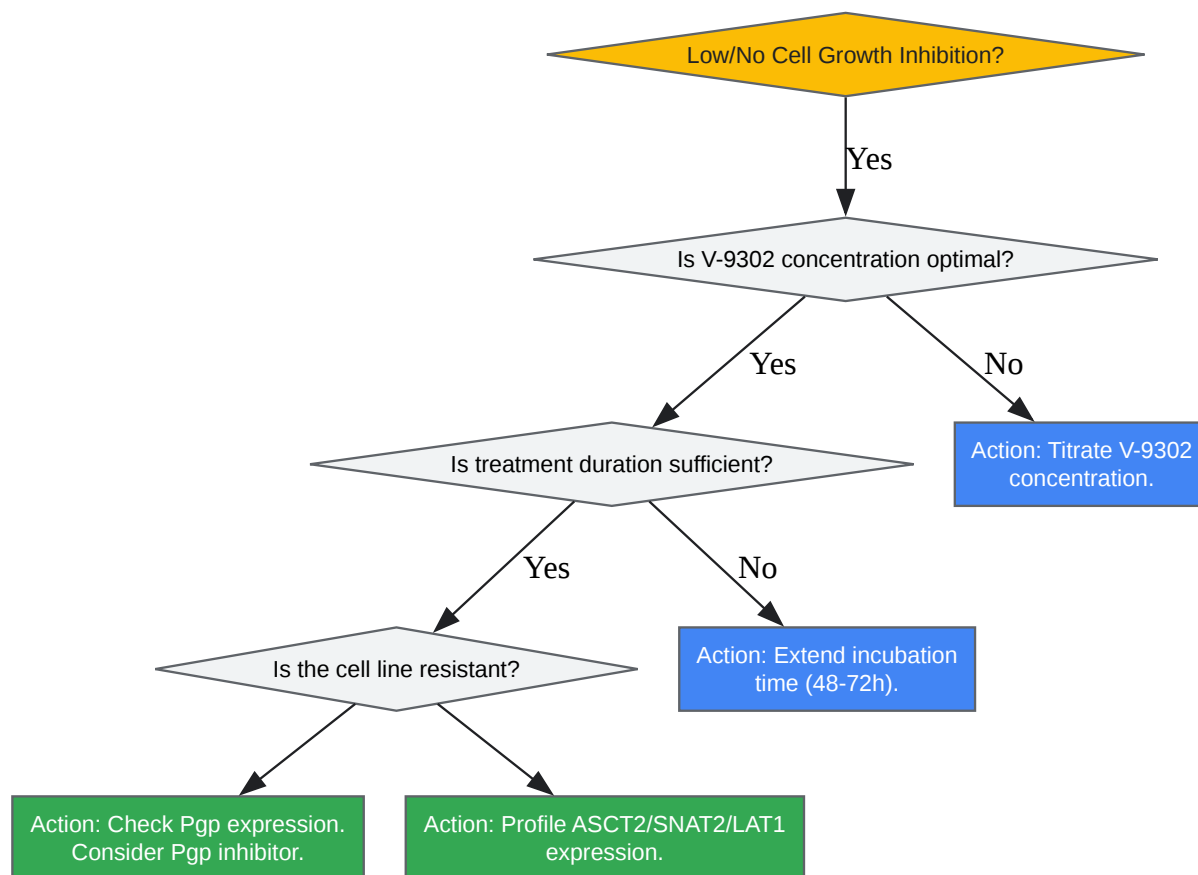 Low/No Cell Growth Inhibition?
Yes
Is V-9302 concentration optimal?
Yes
No
Is treatment duration sufficient?
Action: Titrate V-9302
concentration.
Yes
No
Is the cell line resistant?
Action: Extend incubation
time (48-72h).
Action: Check Pgp expression.
Consider Pgp inhibitor.
Action: Profile ASCT2/SNAT2/LAT1
expression.